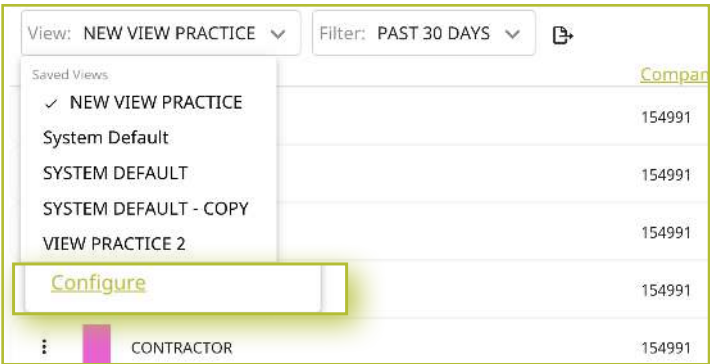 View: NEW VIEW PRACTICE Filter: PAST 30 DAYS
Saved Views
NEW VIEW PRACTICE
System Default
SYSTEM DEFAULT
SYSTEM DEFAULT - COPY
VIEW PRACTICE 2
Configure
Compan
154991
154991
154991
154991
CONTRACTOR 154991